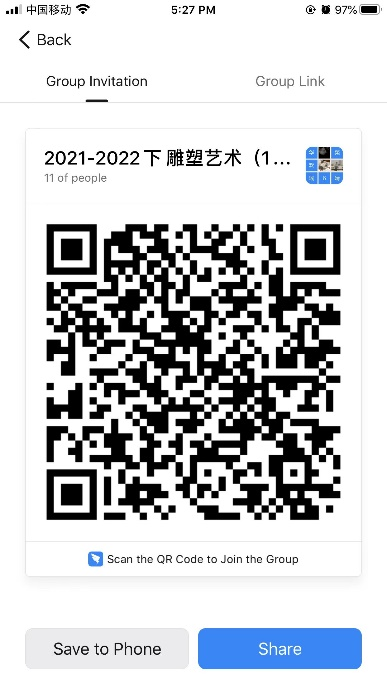 中国移动 5:27 PM 97%
Back
Group Invitation Group Link
2021-2022下 雕塑艺术（1...
11 of people
Scan the QR Code to Join the Group
Save to Phone Share